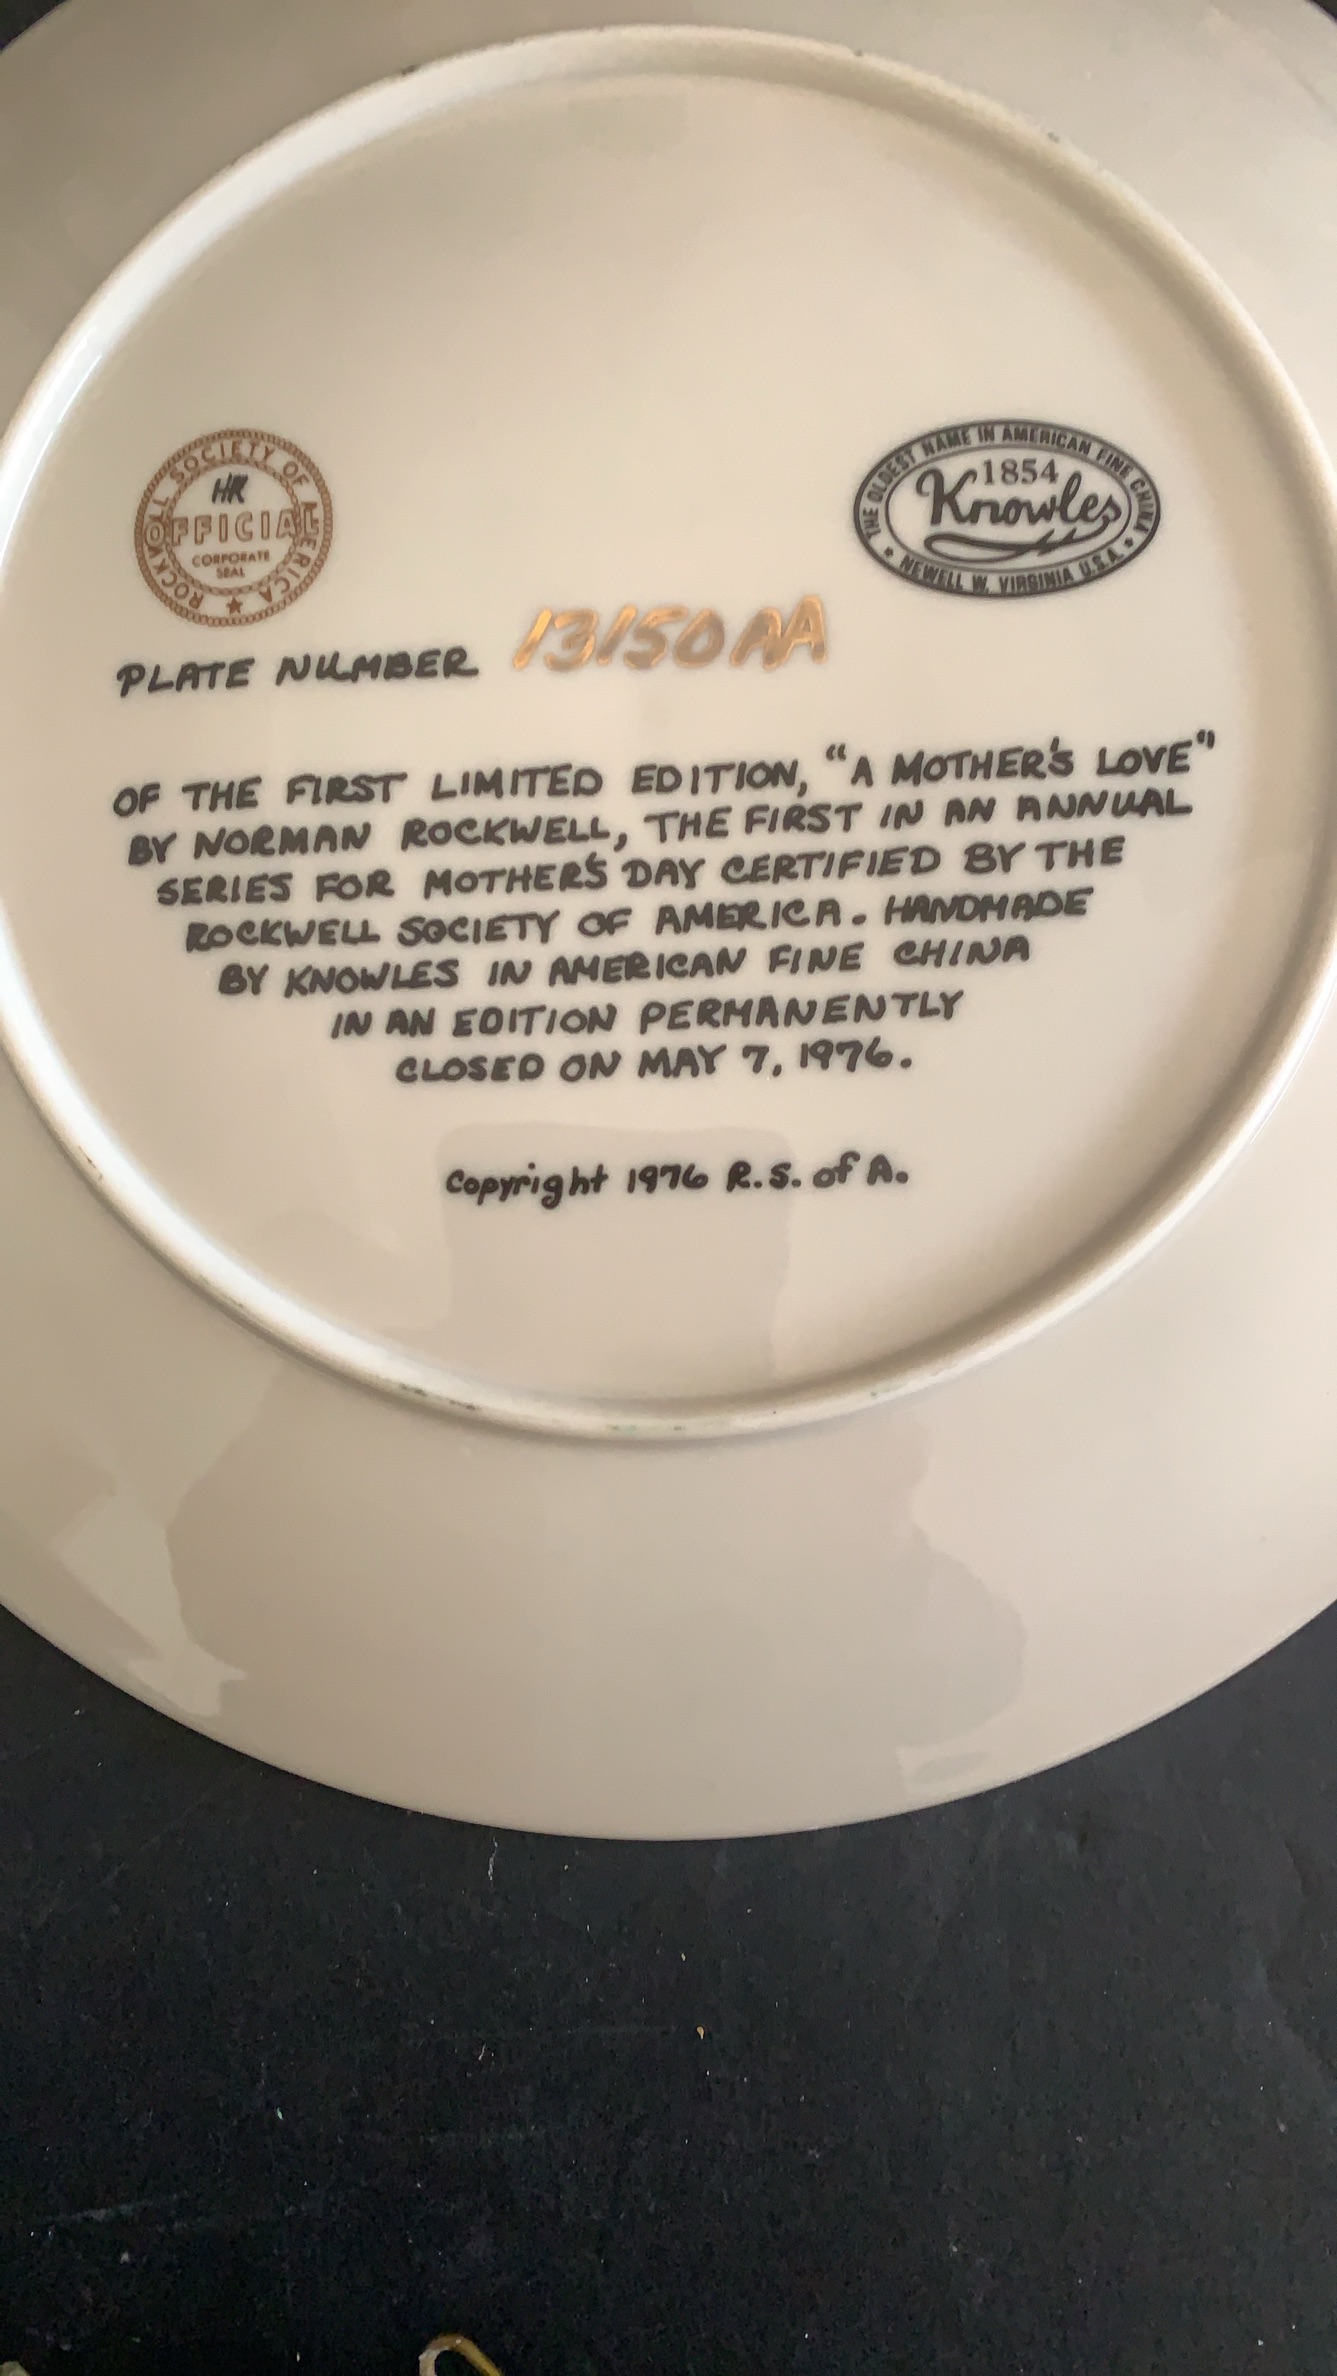 ROCKWELL SOCIETY OF AMERICA
HR
OFFICIAL
CORPORATE
SEAL
THE OLDEST NAME IN AMERICAN FINE CHINA
1854
Knowles
NEWELL W. VIRGINIA U.S.A.
PLATE NUMBER 13150AA
OF THE FIRST LIMITED EDITION, "A MOTHER'S LOVE"
BY NORMAN ROCKWELL, THE FIRST IN AN ANNUAL
SERIES FOR MOTHER'S DAY CERTIFIED BY THE
ROCKWELL SOCIETY OF AMERICA. HANDMADE
BY KNOWLES IN AMERICAN FINE CHINA
IN AN EDITION PERMANENTLY
CLOSED ON MAY 7, 1976.
Copyright 1976 R.S. of A.